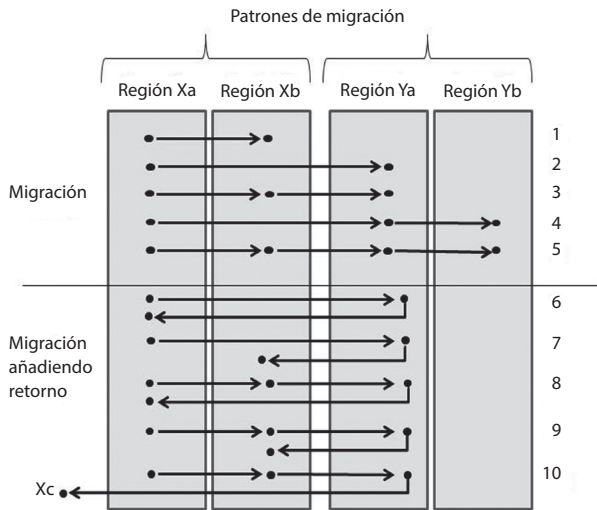 Patrones de migración
Región Xa Región Xb Región Ya Región Yb
1
2
Migración 3
4
5
6
7
Migración
añadiendo
retorno
8
9
10
Xc